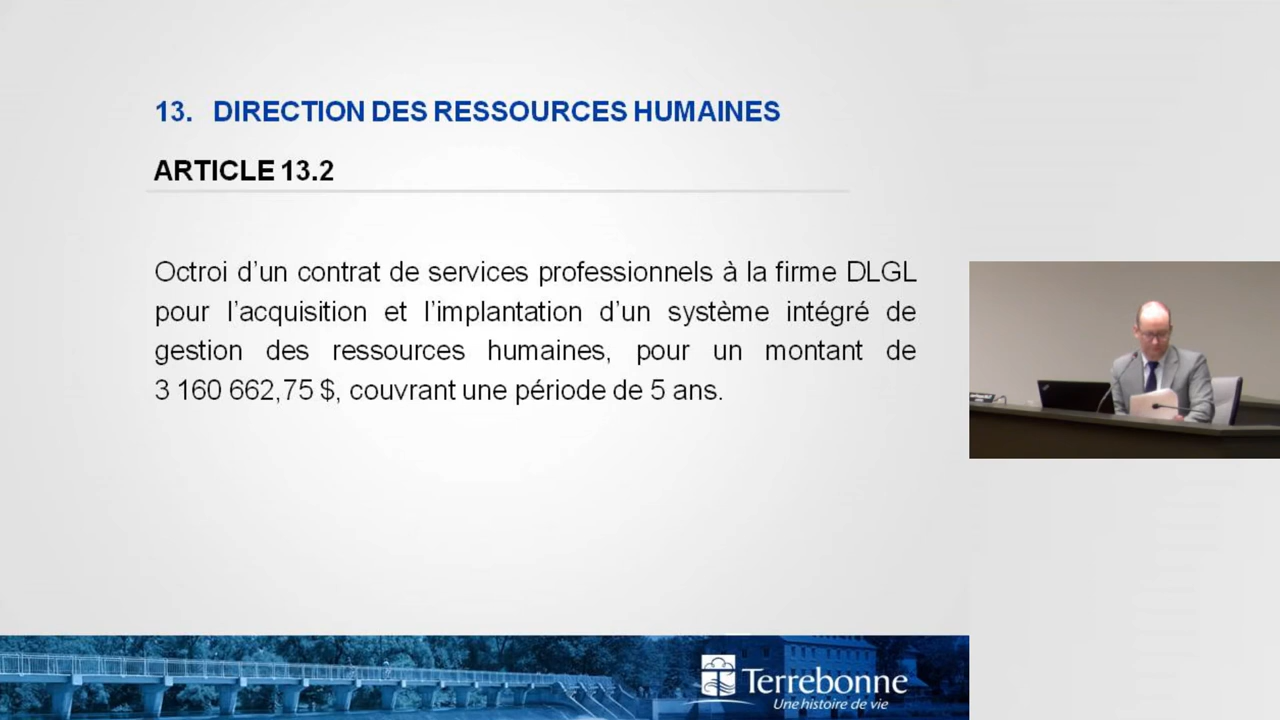 13. DIRECTION DES RESSOURCES HUMAINES
ARTICLE 13.2
Octroi d’un contrat de services professionnels à la firme DLGL
pour l’acquisition et l’implantation d’un système intégré de
gestion des ressources humaines, pour un montant de
3 160 662,75 $, couvrant une période de 5 ans.
Terrebonne
Une histoire de vie